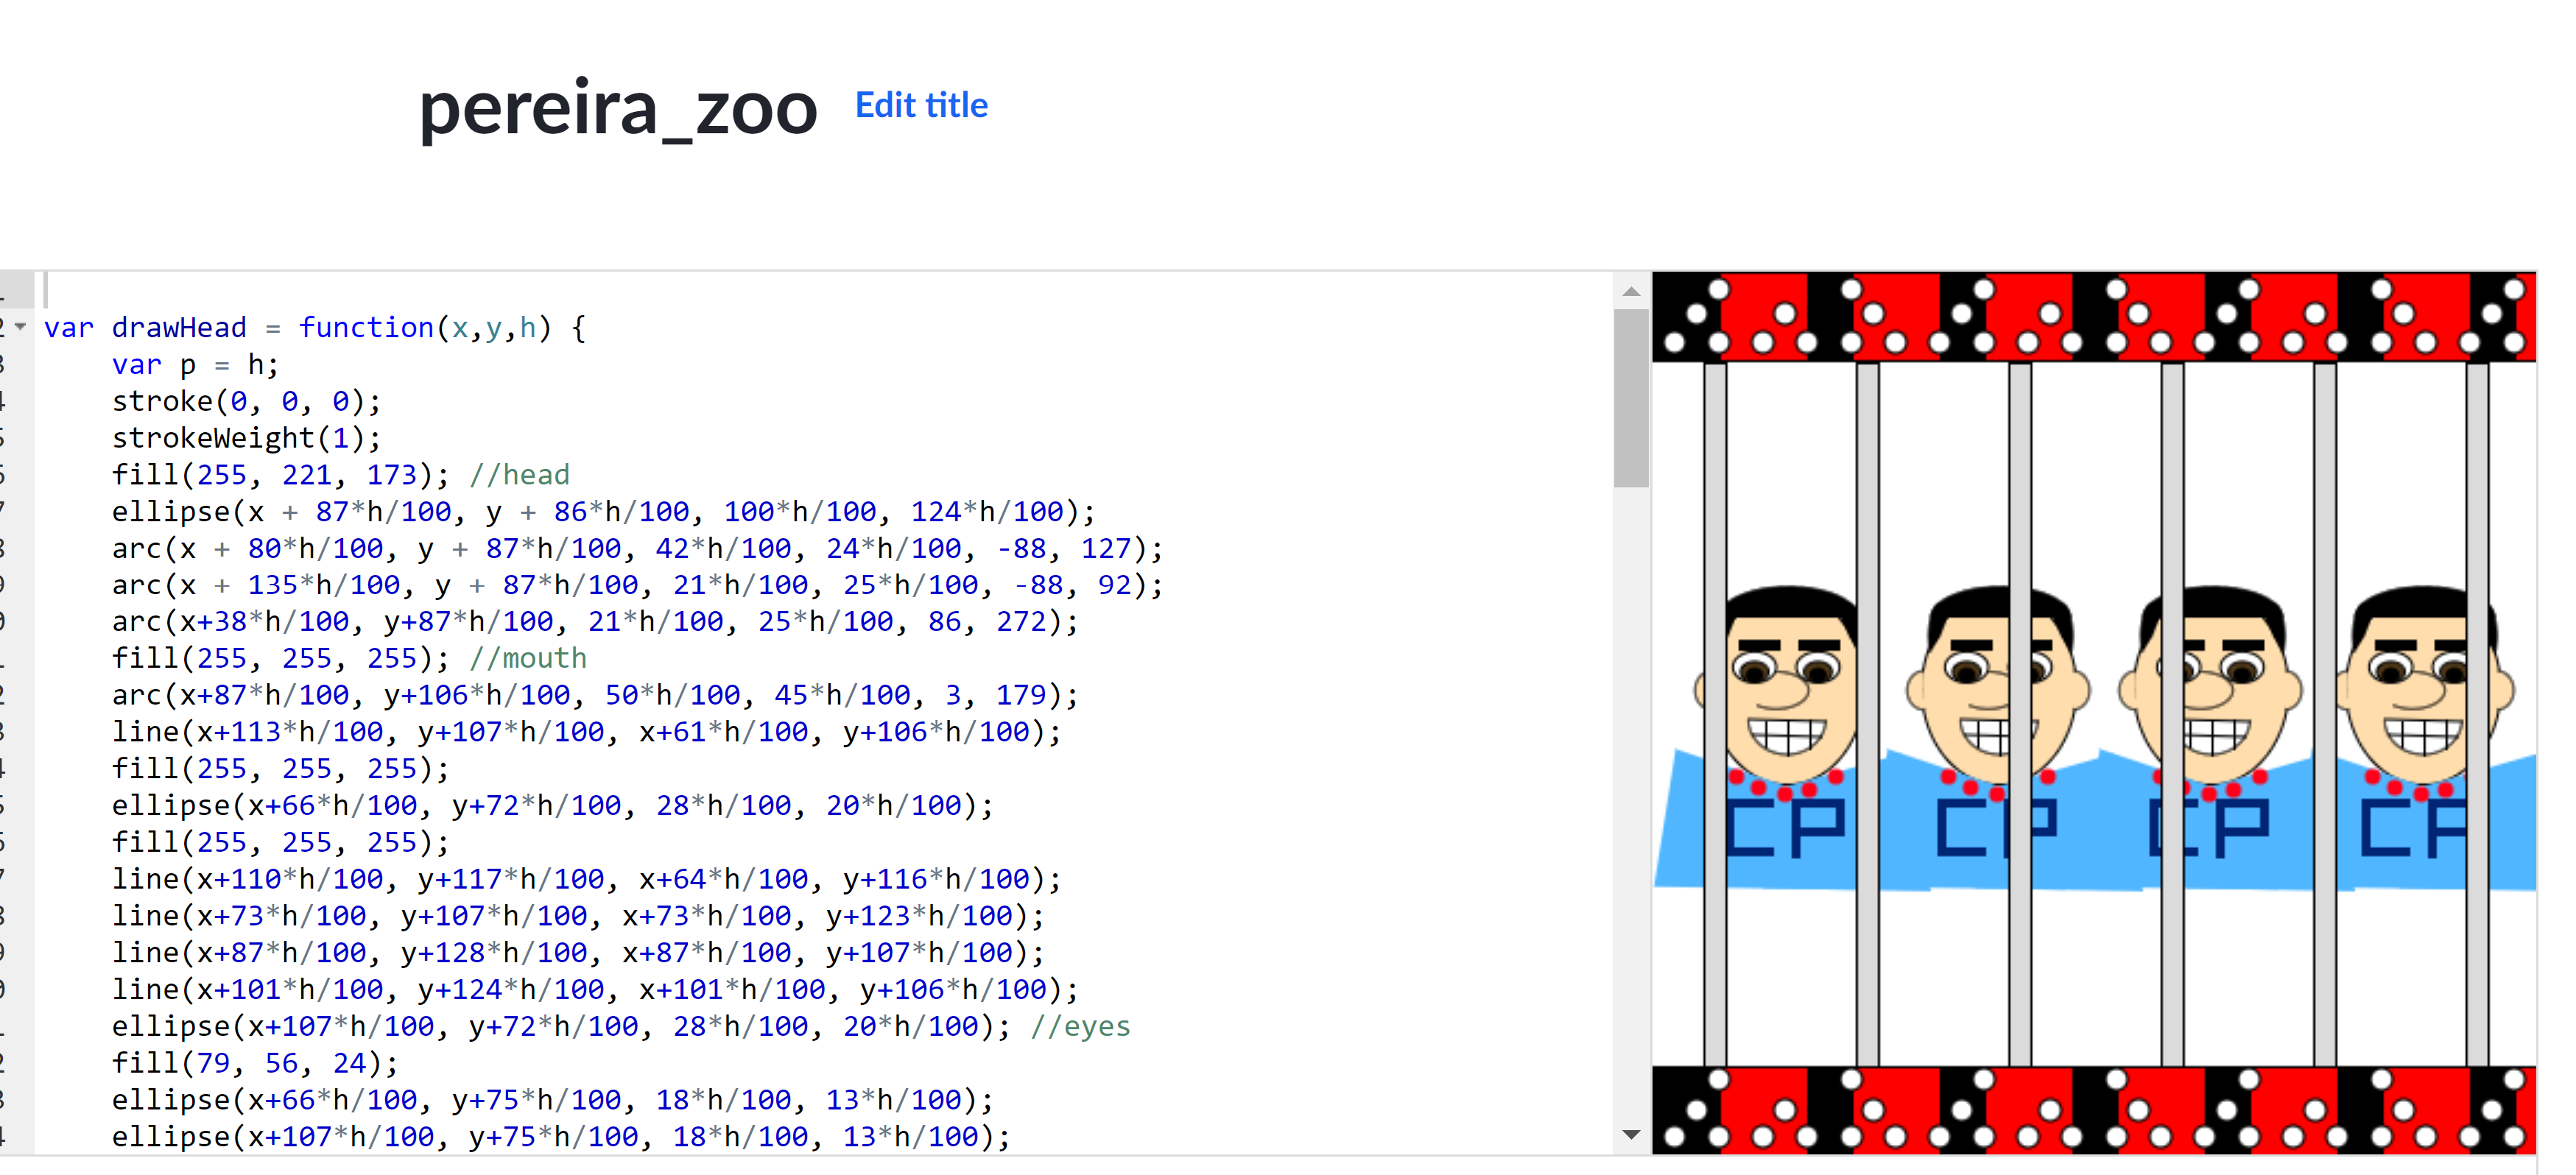 pereira_zoo Edit title
var drawHead = function(x,y,h) {
var p = h;
stroke(0, 0, 0);
strokeWeight(1);
fill(255, 221, 173); //head
ellipse(x + 87*h/100, y + 86*h/100, 100*h/100, 124*h/100);
arc(x + 80*h/100, y + 87*h/100, 42*h/100, 24*h/100, -88, 127);
arc(x + 135*h/100, y + 87*h/100, 21*h/100, 25*h/100, -88, 92);
arc(x+38*h/100, y+87*h/100, 21*h/100, 25*h/100, 86, 272);
fill(255, 255, 255); //mouth
arc(x+87*h/100, y+106*h/100, 50*h/100, 45*h/100, 3, 179);
line(x+113*h/100, y+107*h/100, x+61*h/100, y+106*h/100);
fill(255, 255, 255);
ellipse(x+66*h/100, y+72*h/100, 28*h/100, 20*h/100);
fill(255, 255, 255);
line(x+110*h/100, y+117*h/100, x+64*h/100, y+116*h/100);
line(x+73*h/100, y+107*h/100, x+73*h/100, y+123*h/100);
line(x+87*h/100, y+128*h/100, x+87*h/100, y+107*h/100);
line(x+101*h/100, y+124*h/100, x+101*h/100, y+106*h/100);
ellipse(x+107*h/100, y+72*h/100, 28*h/100, 20*h/100); //eyes
fill(79, 56, 24);
ellipse(x+66*h/100, y+75*h/100, 18*h/100, 13*h/100);
ellipse(x+107*h/100, y+75*h/100, 18*h/100, 13*h/100);
CP CP CP CP